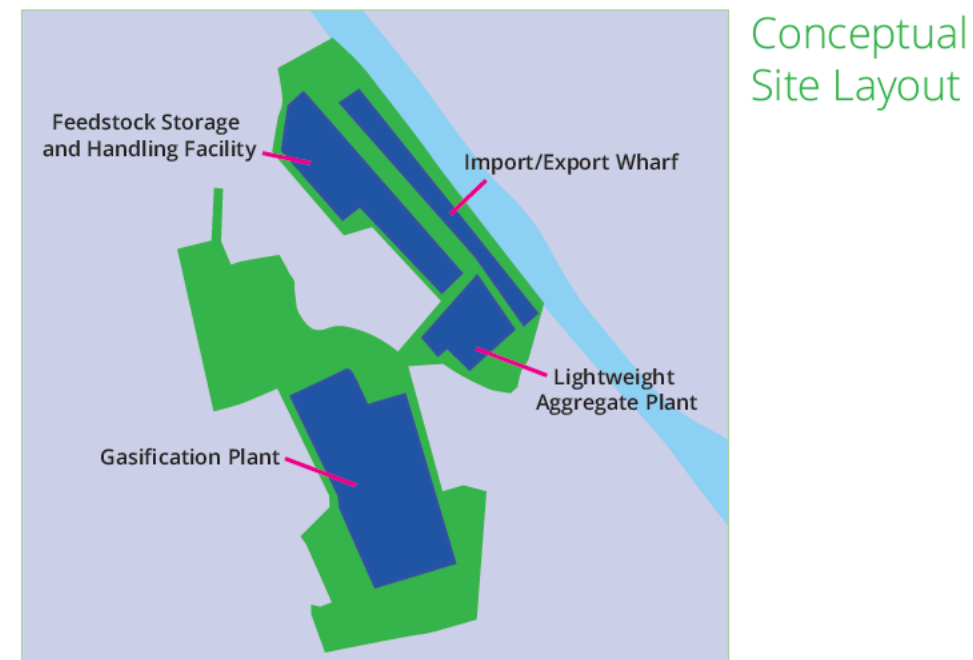 Conceptual
Site Layout
Feedstock Storage
and Handling Facility
Import/Export Wharf
Lightweight
Aggregate Plant
Gasification Plant